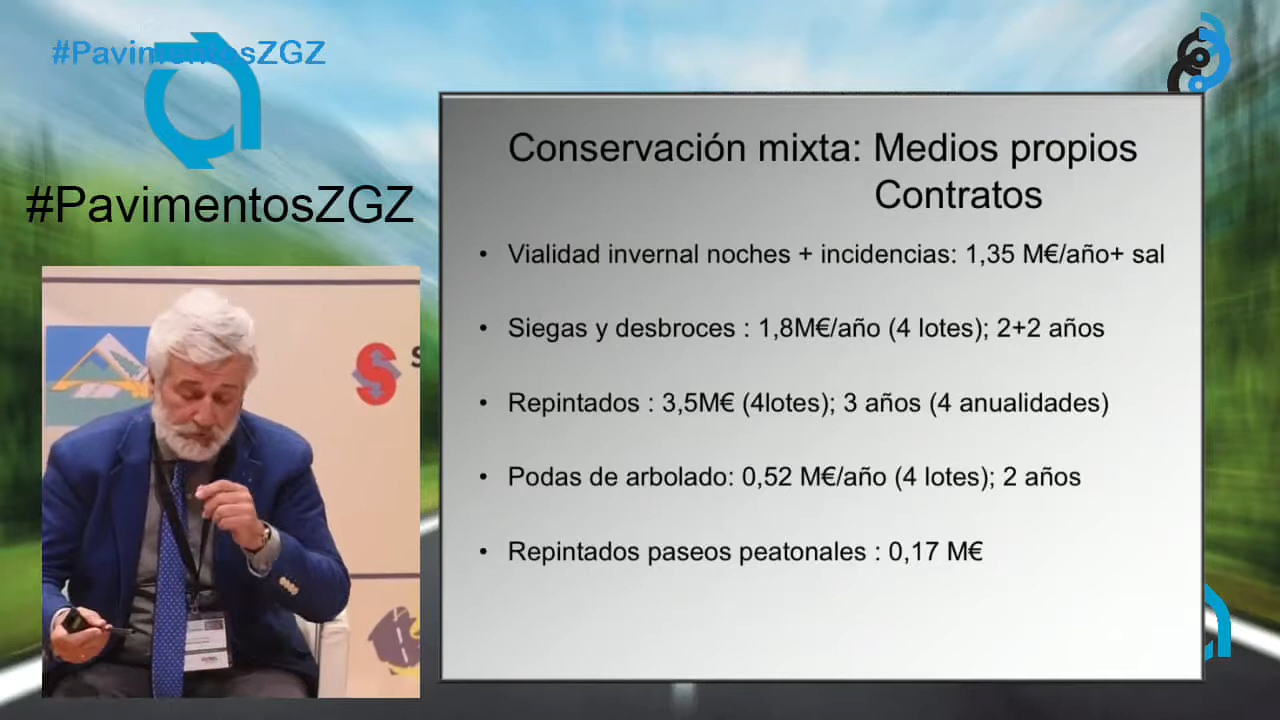 #PavimentosZGZ
#PavimentosZGZ
Conservación mixta: Medios propios
Contratos
• Vialidad invernal noches + incidencias: 1,35 M€/año+ sal
• Siegas y desbroces : 1,8M€/año (4 lotes); 2+2 años
• Repintados : 3,5M€ (4lotes); 3 años (4 anualidades)
• Podas de arbolado: 0,52 M€/año (4 lotes); 2 años
• Repintados paseos peatonales : 0,17 M€